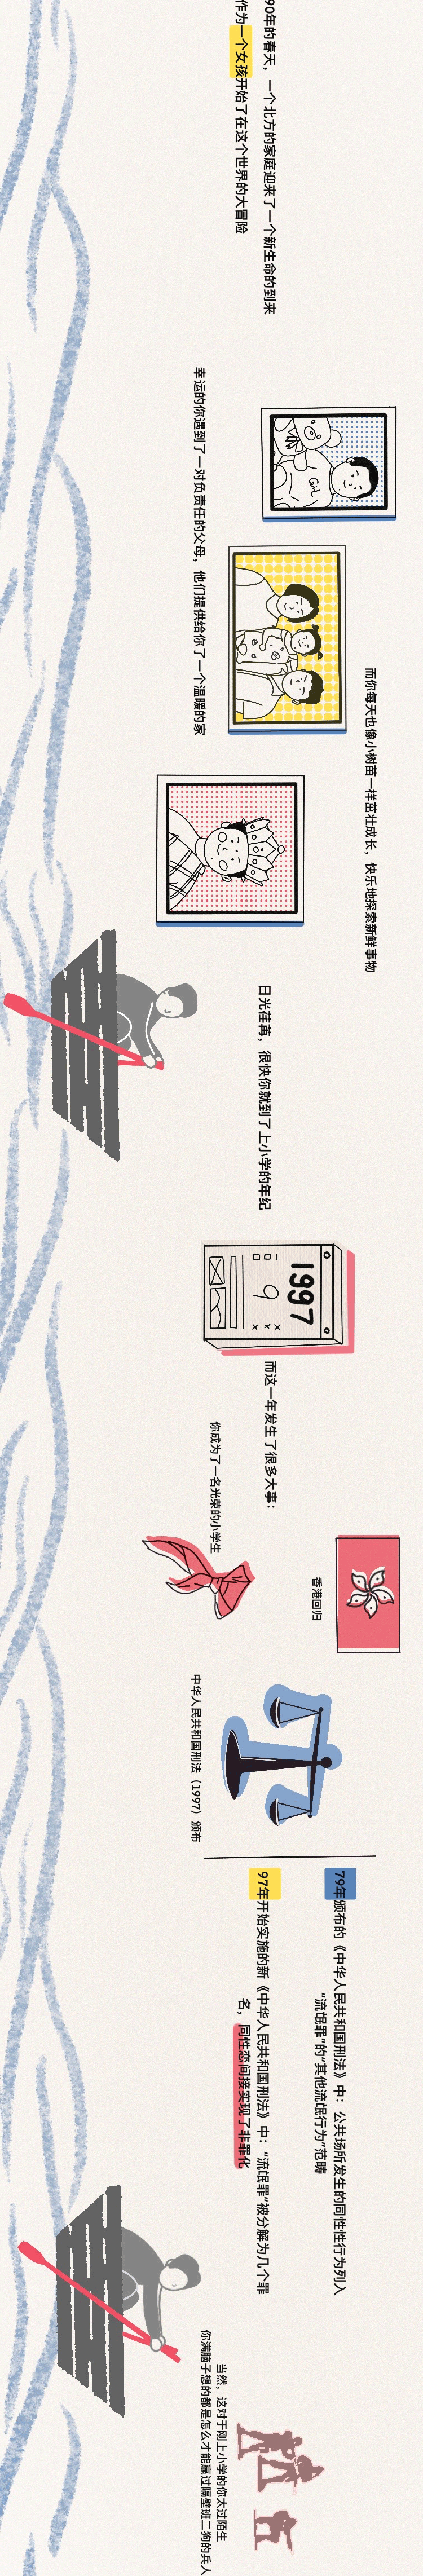 90年的春天，一个北方的家庭迎来了一个新生命的到来
作为一个女孩开始了在这个世界的大冒险
幸运的你遇到了一对负责任的父母，他们提供给你了一个温暖的家
Girl
而你每天也像小树苗一样茁壮成长，快乐地探索新鲜事物
日光荏苒，很快你就到了上小学的年纪
1997
9
而这一年发生了很多大事：
你成为了一名光荣的小学生
香港回归
中华人民共和国刑法（1997）颁布
79年颁布的《中华人民共和国刑法》中：公共场所发生的同性性行为列入
“流氓罪”的“其他流氓行为”范畴
97年开始实施的新《中华人民共和国刑法》中：“流氓罪”被分解为几个罪
名，同性恋间接实现了非罪化
当然，这对于刚上小学的你太过陌生
你满脑子想的都是怎么才能赢过隔壁班二狗的兵人